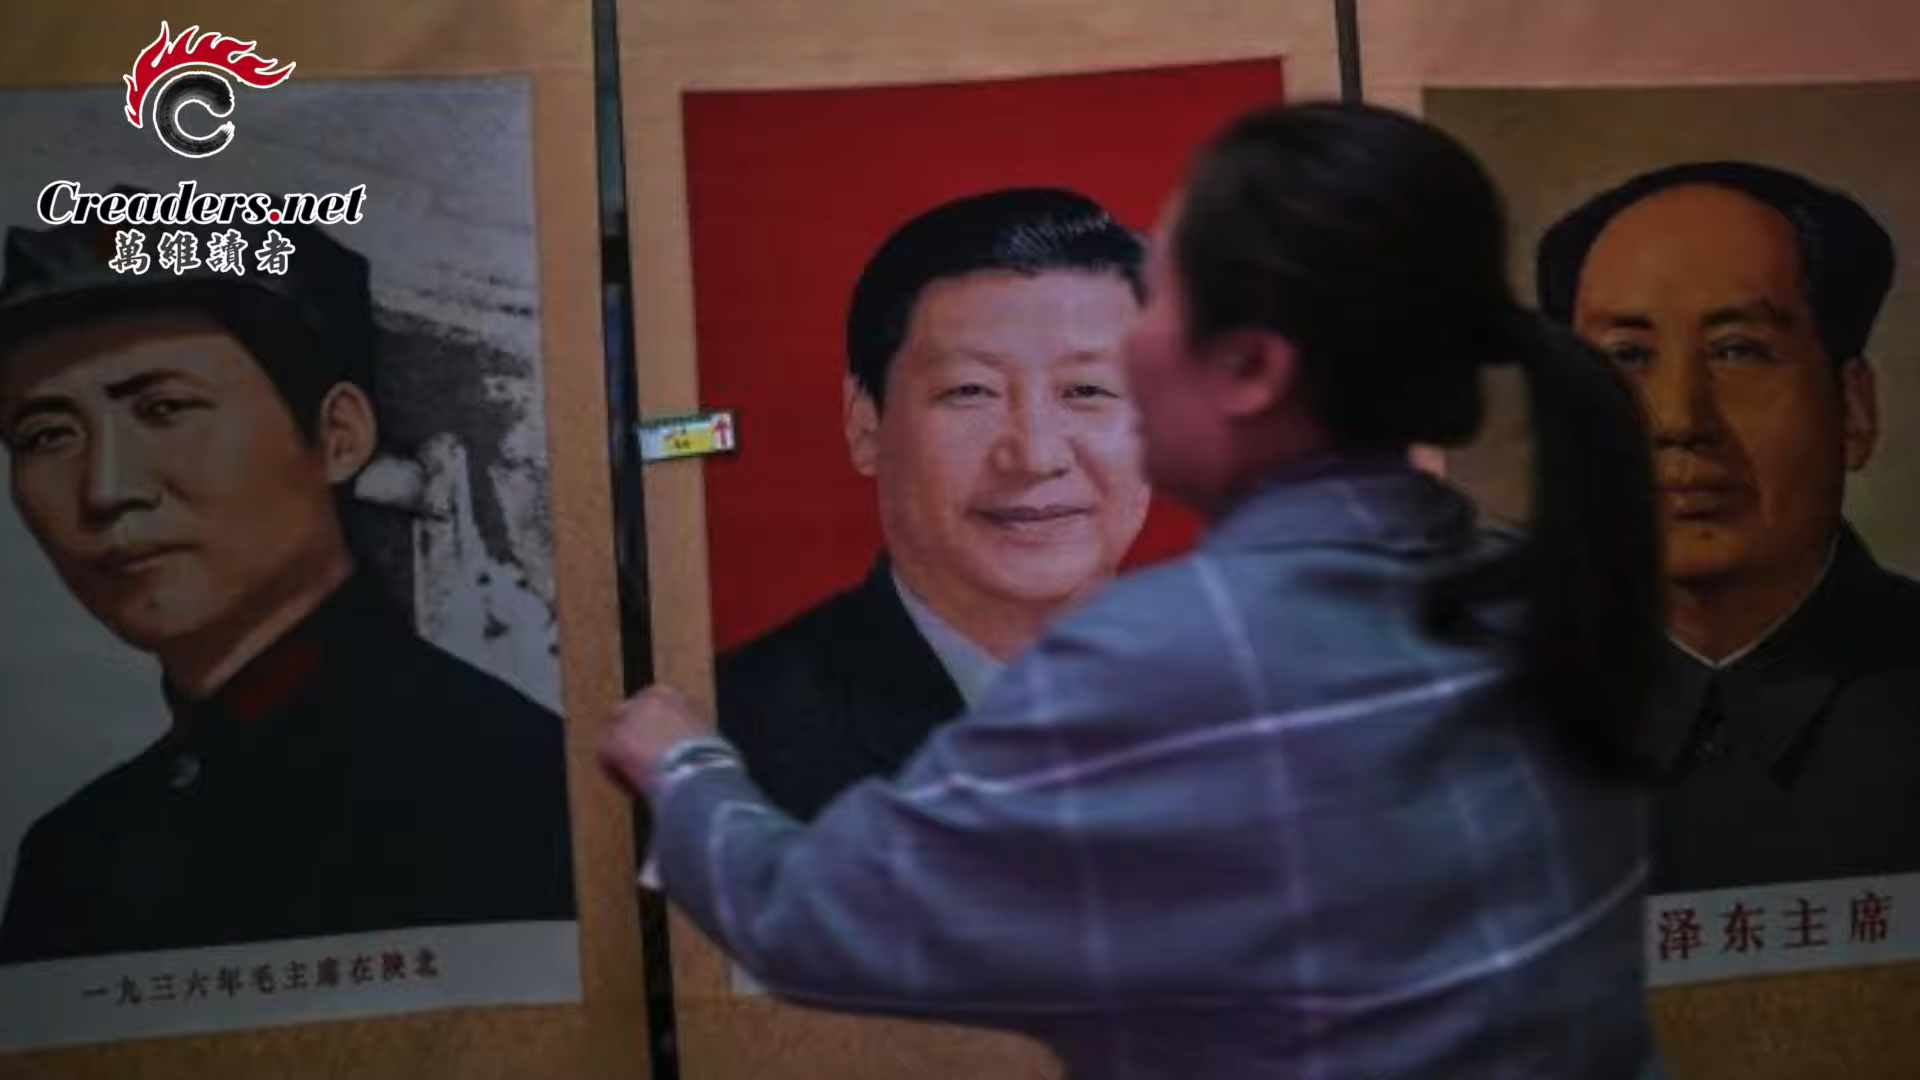 Creaders.net
萬維讀者
一九三六年毛主席在陕北
泽东主席